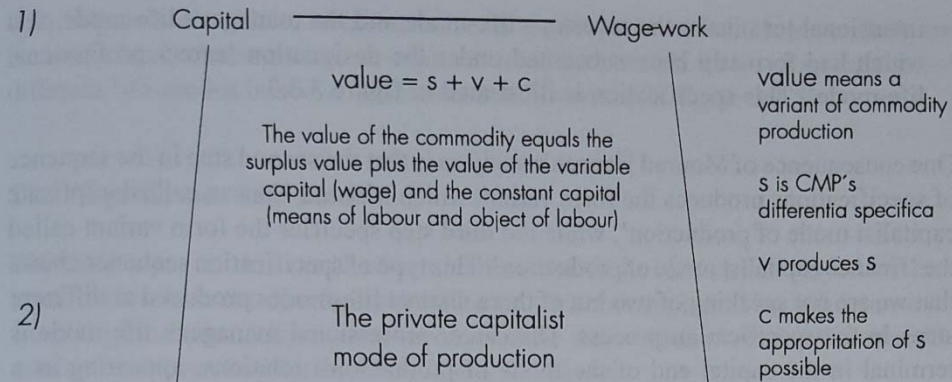 1) Capital Wage-work
value = s + v + c
The value of the commodity equals the
surplus value plus the value of the variable
capital (wage) and the constant capital
(means of labour and object of labour)
value means a
variant of commodity
production
s is CMP's
differentia specifica
v produces s
2) The private capitalist
mode of production
C makes the
appropritation of s
possible